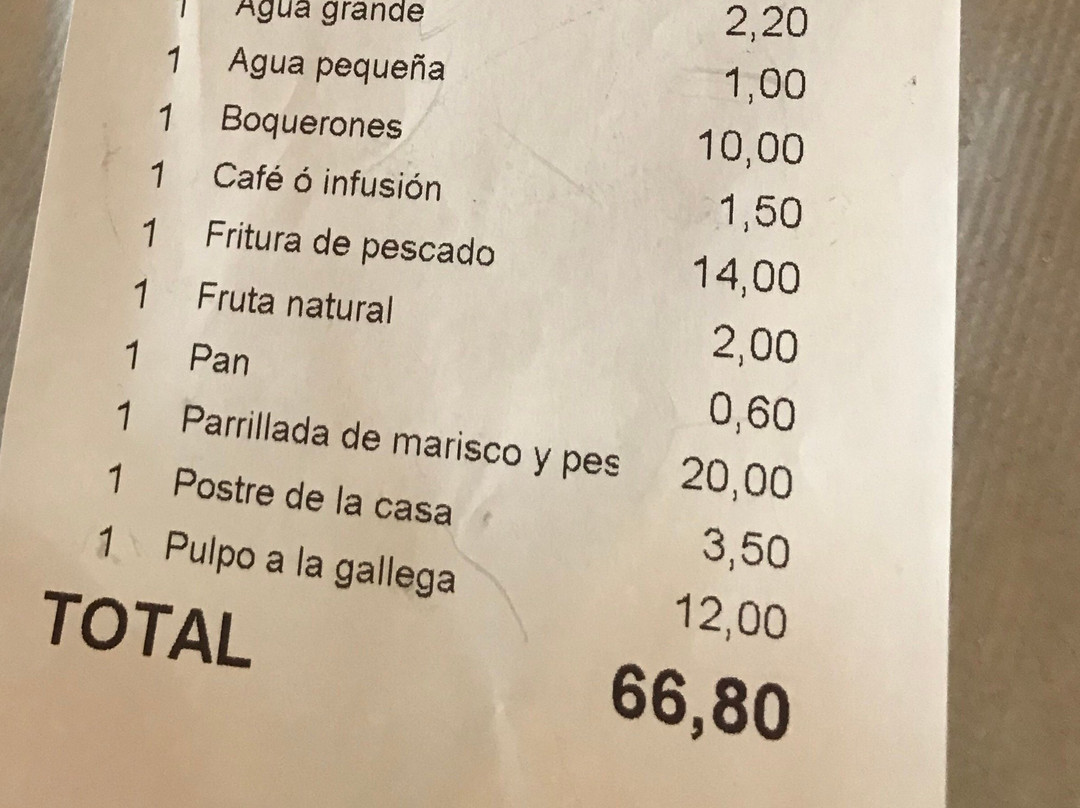 1 Agua grande 2,20
1 Agua pequeña 1,00
1 Boquerones 10,00
1 Café ó infusión 1,50
1 Fritura de pescado 14,00
1 Fruta natural 2,00
1 Pan 0,60
1 Parrillada de marisco y pes 20,00
1 Postre de la casa 3,50
1 Pulpo a la gallega 12,00
TOTAL 66,80